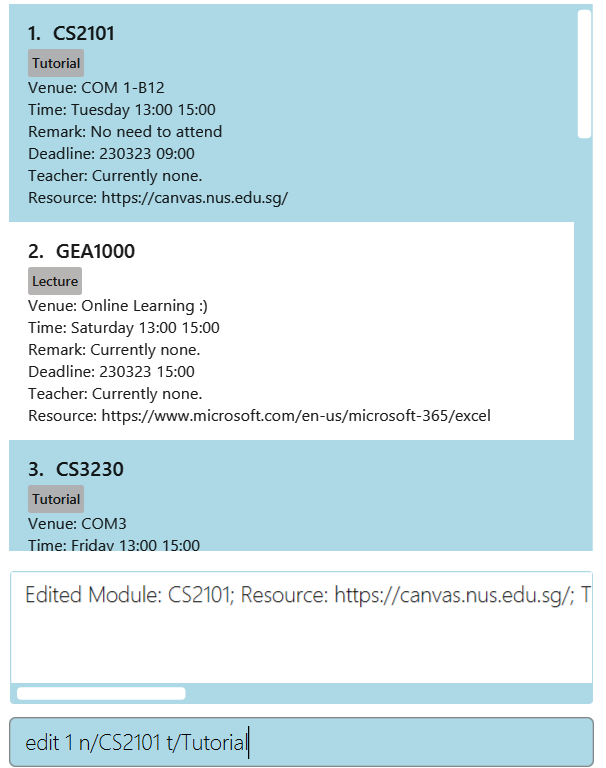 1. CS2101
Tutorial
Venue: COM 1-B12
Time: Tuesday 13:00 15:00
Remark: No need to attend
Deadline: 230323 09:00
Teacher: Currently none.
Resource: https://canvas.nus.edu.sg/
2. GEA1000
Lecture
Venue: Online Learning :)
Time: Saturday 13:00 15:00
Remark: Currently none.
Deadline: 230323 15:00
Teacher: Currently none.
Resource: https://www.microsoft.com/en-us/microsoft-365/excel
3. CS3230
Tutorial
Venue: COM3
Time: Friday 13:00 15:00
Edited Module: CS2101; Resource: https://canvas.nus.edu.sg/; T
edit 1 n/CS2101 t/Tutorial